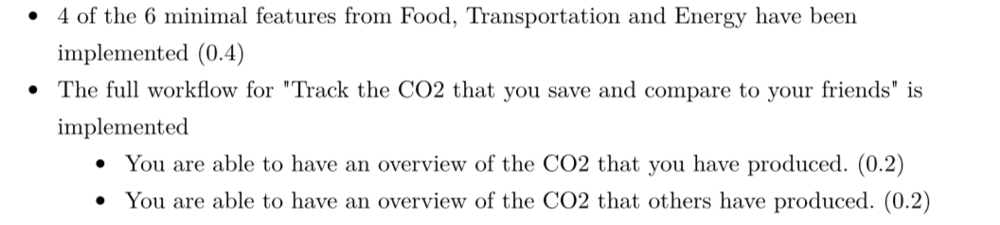 • 4 of the 6 minimal features from Food, Transportation and Energy have been
implemented (0.4)
• The full workflow for "Track the CO2 that you save and compare to your friends" is
implemented
• You are able to have an overview of the CO2 that you have produced. (0.2)
• You are able to have an overview of the CO2 that others have produced. (0.2)